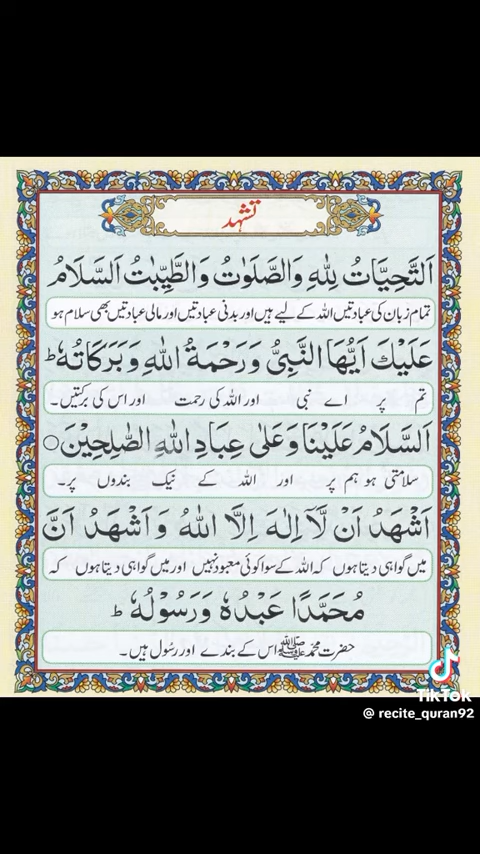 تشہد
اَلتَّحِيَّاتُ لِلّٰهِ وَالصَّلَوٰتُ وَالطَّيِّبٰتُ اَلسَّلَامُ
تمام زبان کی عبادتیں اللہ کے لیے ہیں اور بدنی عبادتیں اور مالی عبادتیں بھی سلام ہو
عَلَيْكَ اَيُّهَا النَّبِيُّ وَرَحْمَةُ اللّٰهِ وَبَرَكَاتُهٗ ؕ
تم پر اے نبی اور اللہ کی رحمت اور اس کی برکتیں۔
اَلسَّلَامُ عَلَيْنَا وَعَلٰى عِبَادِ اللّٰهِ الصّٰلِحِيْنَ ○
سلامتی ہو ہم پر اور اللہ کے نیک بندوں پر۔
اَشْهَدُ اَنْ لَّآ اِلٰهَ اِلَّا اللّٰهُ وَاَشْهَدُ اَنَّ
میں گواہی دیتا ہوں کہ اللہ کے سوا کوئی معبود نہیں اور میں گواہی دیتا ہوں کہ
مُحَمَّدًا عَبْدُهٗ وَرَسُوْلُهٗ ؕ
حضرت محمد ﷺ اس کے بندے اور رسُول ہیں۔
TikTok
@ recite_quran92